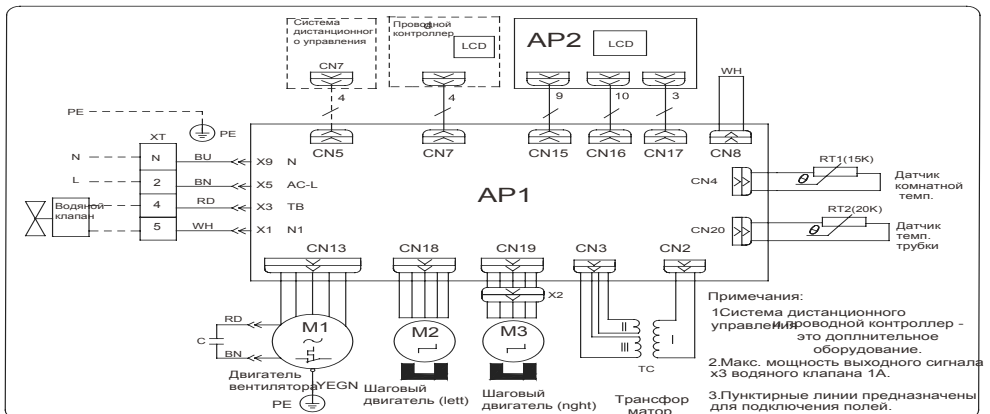 Система
дистанционног
о управления
CN7
4
Проводной
контроллер
LCD
4
AP2
LCD
9
10
3
WH
PE
PE
XT
N
N
BU
X9
N
L
2
BN
X5
AC-L
Водяной
клапан
4
RD
X3
TB
5
WH
X1
N1
CN5
CN7
CN15
CN16
CN17
CN8
AP1
CN4
RT1(15K)
θ
Датчик
комнатной
темп.
CN20
RT2(20K)
θ
Датчик
темп.
трубки
CN13
CN18
CN19
CN3
CN2
X2
RD
C
BN
M1
~
M2
M3
II
III
I
TC
Двигатель
вентилятора
YEGN
PE
Шаговый
двигатель (lett)
Шаговый
двигатель (nght)
Трансфор
матор
Примечания:
1Система дистанционного
управления
и проводной контроллер -
это доплнительное
оборудование.
2.Макс. мощность выходного сигнала
x3 водяного клапана 1A.
3.Пунктирные линии предназначены
для подключения полей.